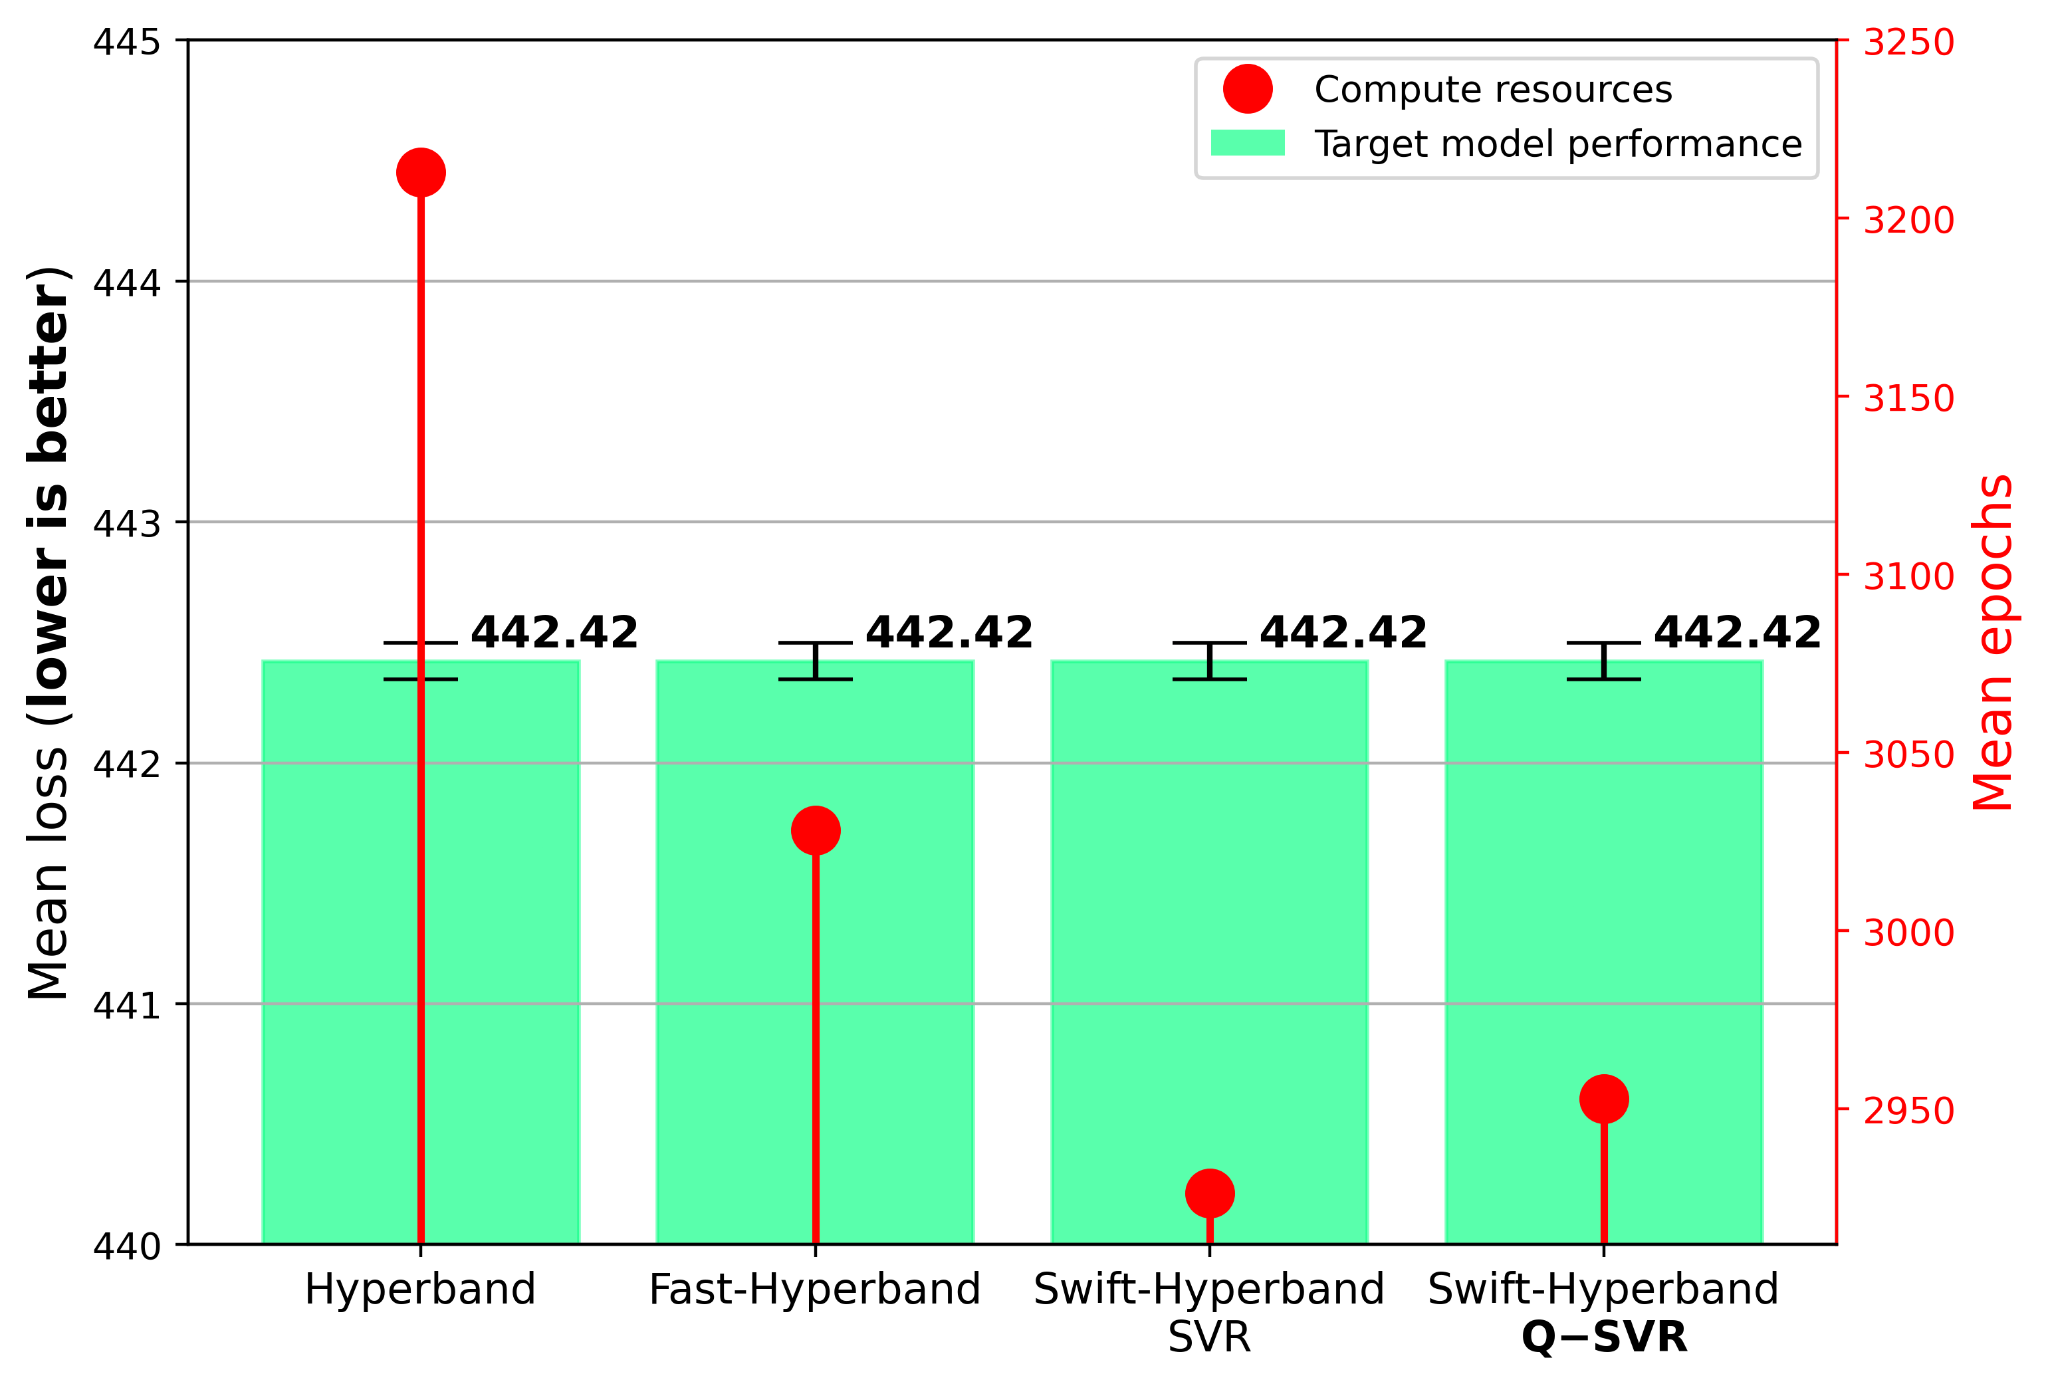 445
444
443
442
441
440
Mean loss (lower is better)
Compute resources
Target model performance
442.42
442.42
442.42
442.42
3250
3200
3150
3100
3050
3000
2950
Mean epochs
Hyperband
Fast-Hyperband
Swift-Hyperband
SVR
Swift-Hyperband
Q−SVR